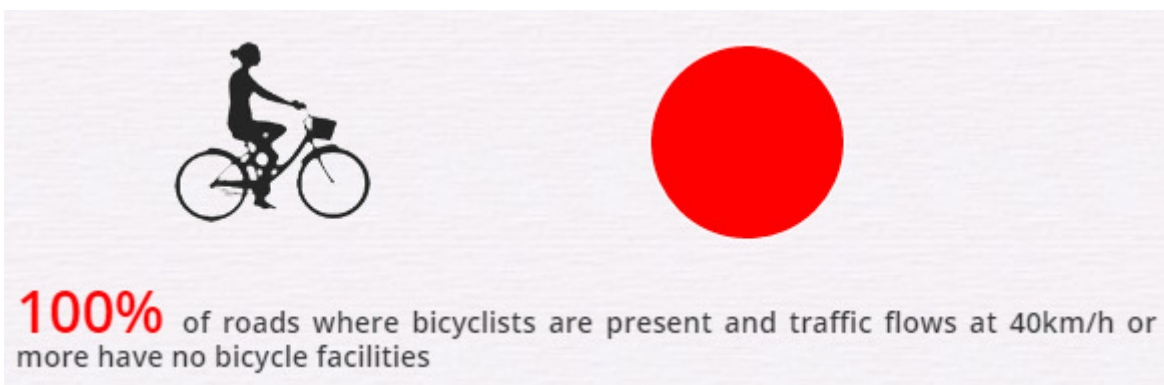 100% of roads where bicyclists are present and traffic flows at 40km/h or
more have no bicycle facilities